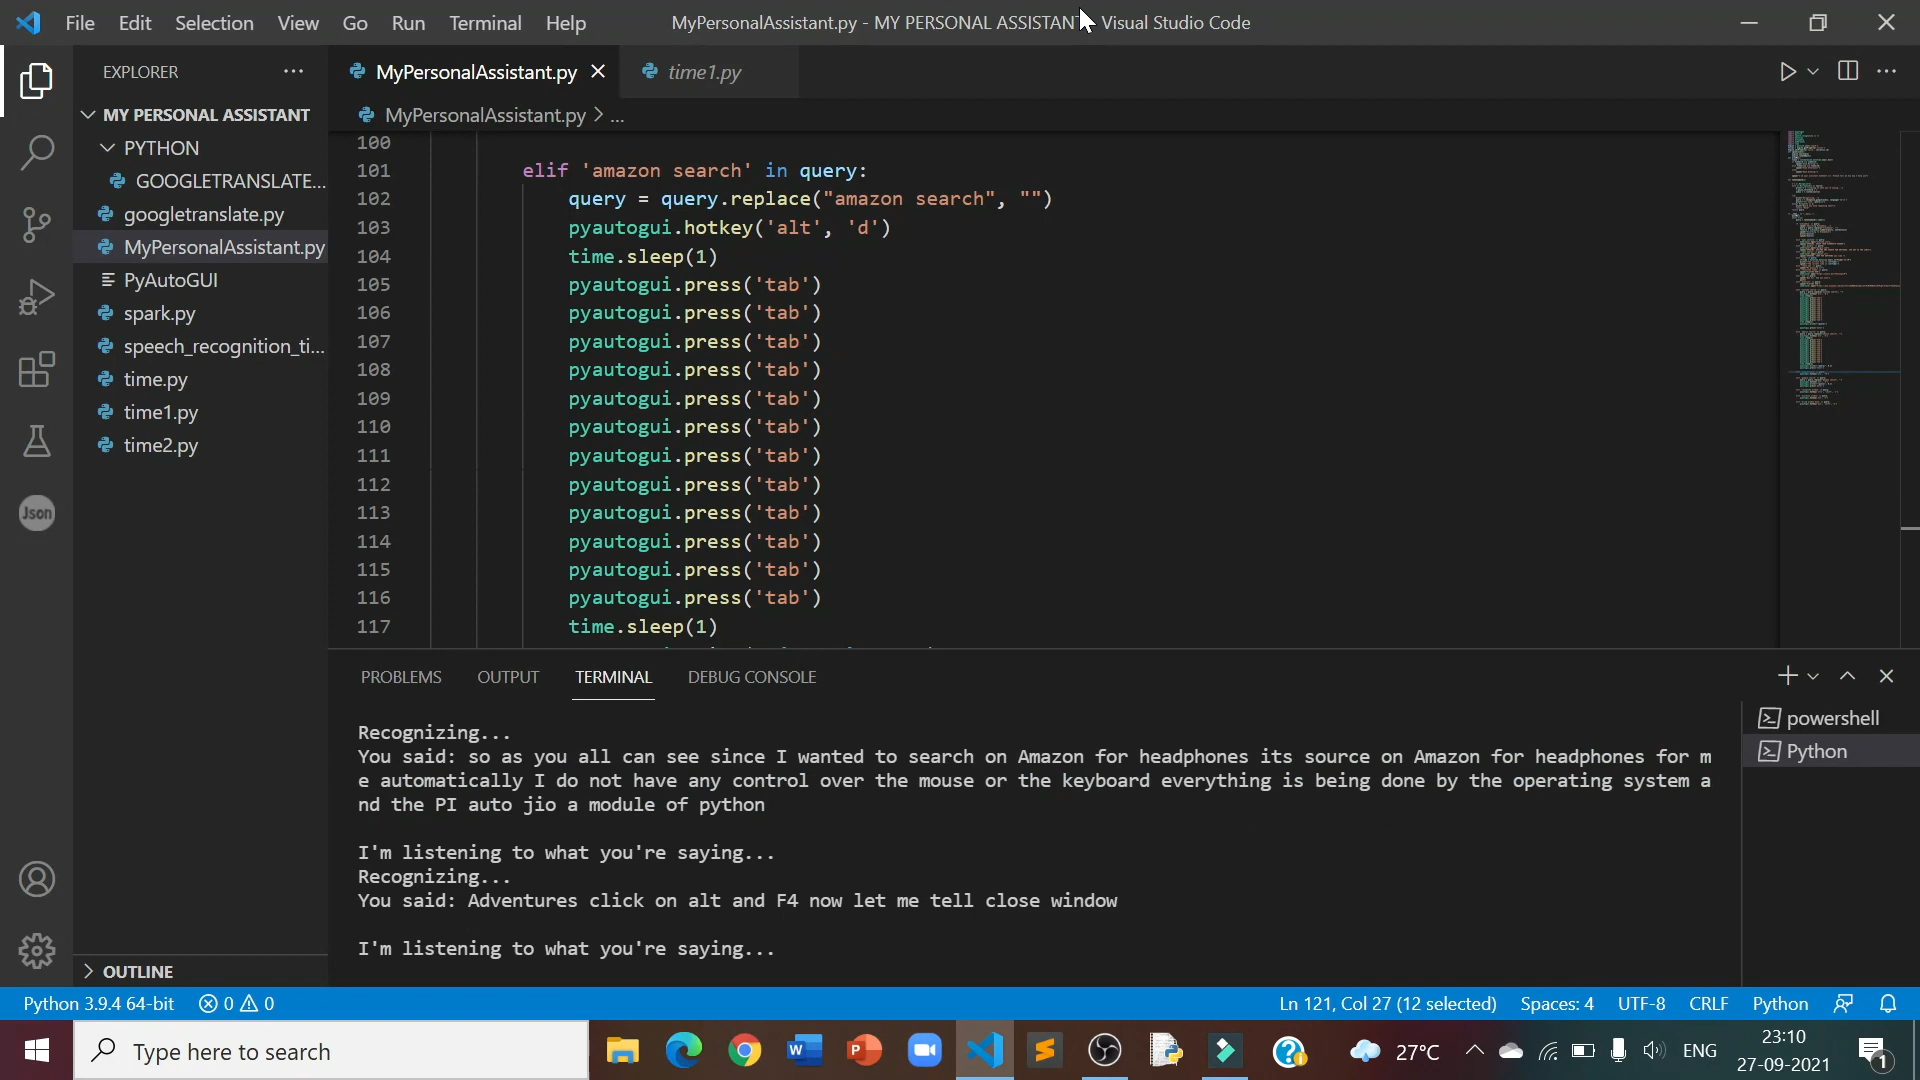 File Edit Selection View Go Run Terminal Help
MyPersonalAssistant.py - MY PERSONAL ASSISTANT - Visual Studio Code
EXPLORER
MY PERSONAL ASSISTANT
PYTHON
GOOGLETRANSLATE...
googletranslate.py
MyPersonalAssistant.py
PyAutoGUI
spark.py
speech_recognition_ti...
time.py
time1.py
time2.py
Json
OUTLINE
MyPersonalAssistant.py
time1.py
MyPersonalAssistant.py > ...
100
101 elif 'amazon search' in query:
102 query = query.replace("amazon search", "")
103 pyautogui.hotkey('alt', 'd')
104 time.sleep(1)
105 pyautogui.press('tab')
106 pyautogui.press('tab')
107 pyautogui.press('tab')
108 pyautogui.press('tab')
109 pyautogui.press('tab')
110 pyautogui.press('tab')
111 pyautogui.press('tab')
112 pyautogui.press('tab')
113 pyautogui.press('tab')
114 pyautogui.press('tab')
115 pyautogui.press('tab')
116 pyautogui.press('tab')
117 time.sleep(1)
PROBLEMS OUTPUT TERMINAL DEBUG CONSOLE
powershell
Python
Recognizing...
You said: so as you all can see since I wanted to search on Amazon for headphones its source on Amazon for headphones for m
e automatically I do not have any control over the mouse or the keyboard everything is being done by the operating system a
nd the PI auto jio a module of python
I'm listening to what you're saying...
Recognizing...
You said: Adventures click on alt and F4 now let me tell close window
I'm listening to what you're saying...
Python 3.9.4 64-bit 0 0
Ln 121, Col 27 (12 selected) Spaces: 4 UTF-8 CRLF Python
Type here to search
27°C
ENG
23:10
27-09-2021
1